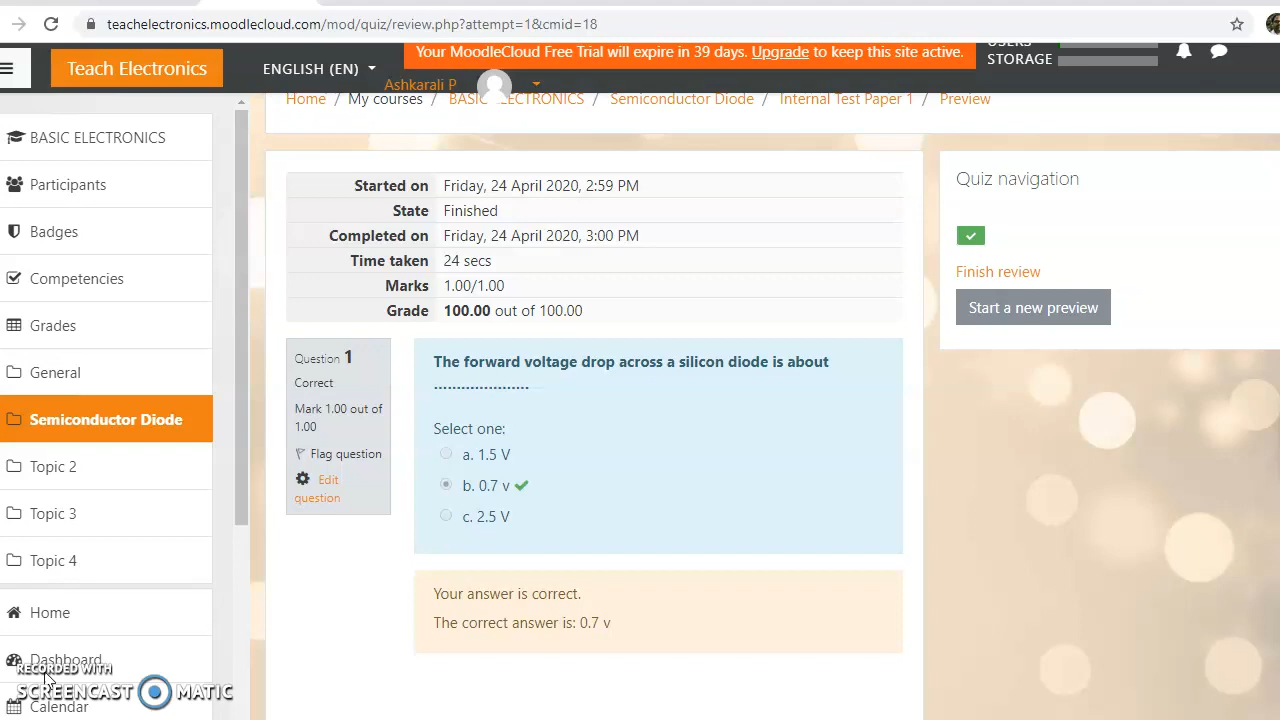 teachelectronics.moodlecloud.com/mod/quiz/review.php?attempt=1&cmid=18
Your MoodleCloud Free Trial will expire in 39 days. Upgrade to keep this site active.
USERS
STORAGE
Teach Electronics
ENGLISH (EN)
Ashkarali P
Home / My courses / BASIC ELECTRONICS / Semiconductor Diode / Internal Test Paper 1 / Preview
BASIC ELECTRONICS
Participants
Badges
Competencies
Grades
General
Semiconductor Diode
Topic 2
Topic 3
Topic 4
Home
Dashboard
Calendar
Started on Friday, 24 April 2020, 2:59 PM
State Finished
Completed on Friday, 24 April 2020, 3:00 PM
Time taken 24 secs
Marks 1.00/1.00
Grade 100.00 out of 100.00
Question 1
Correct
Mark 1.00 out of
1.00
Flag question
Edit
question
The forward voltage drop across a silicon diode is about
.....................
Select one:
a. 1.5 V
b. 0.7 v
c. 2.5 V
Your answer is correct.
The correct answer is: 0.7 v
Quiz navigation
Finish review
Start a new preview
RECORDED WITH
SCREENCAST MATIC